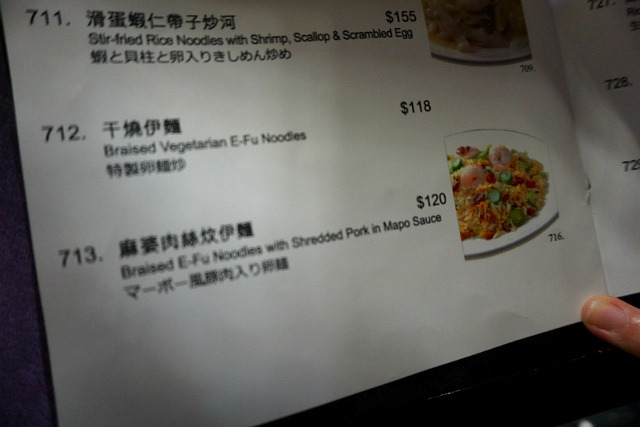 711. 滑蛋蝦仁帶子炒河 $155
Stir-fried Rice Noodles with Shrimp, Scallop & Scrambled Egg
蝦と貝柱と卵入りきしめん炒め
709.
712. 干燒伊麵 $118
Braised Vegetarian E-Fu Noodles
特製卵麺炒
713. 麻婆肉絲炆伊麵 $120
Braised E-Fu Noodles with Shredded Pork in Mapo Sauce
マーボー風豚肉入り卵麺
716.
727.
728.